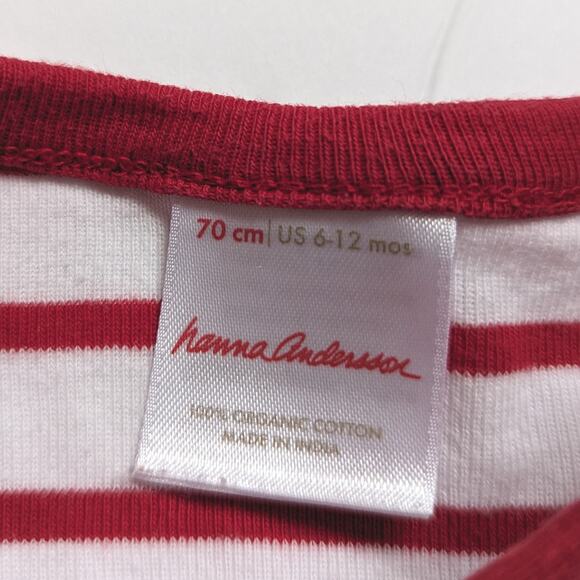 70 cm | US 6-12 mos
hanna andersson
100% ORGANIC COTTON
MADE IN INDIA